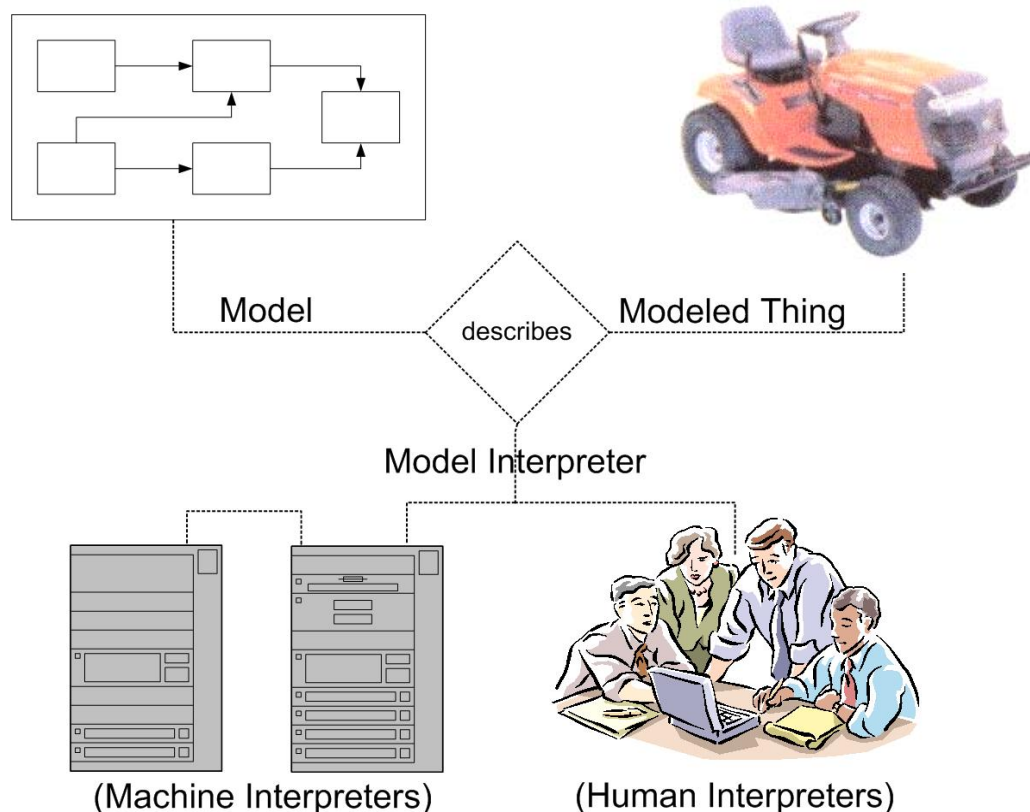 Model
describes
Modeled Thing
Model Interpreter
(Machine Interpreters)
(Human Interpreters)